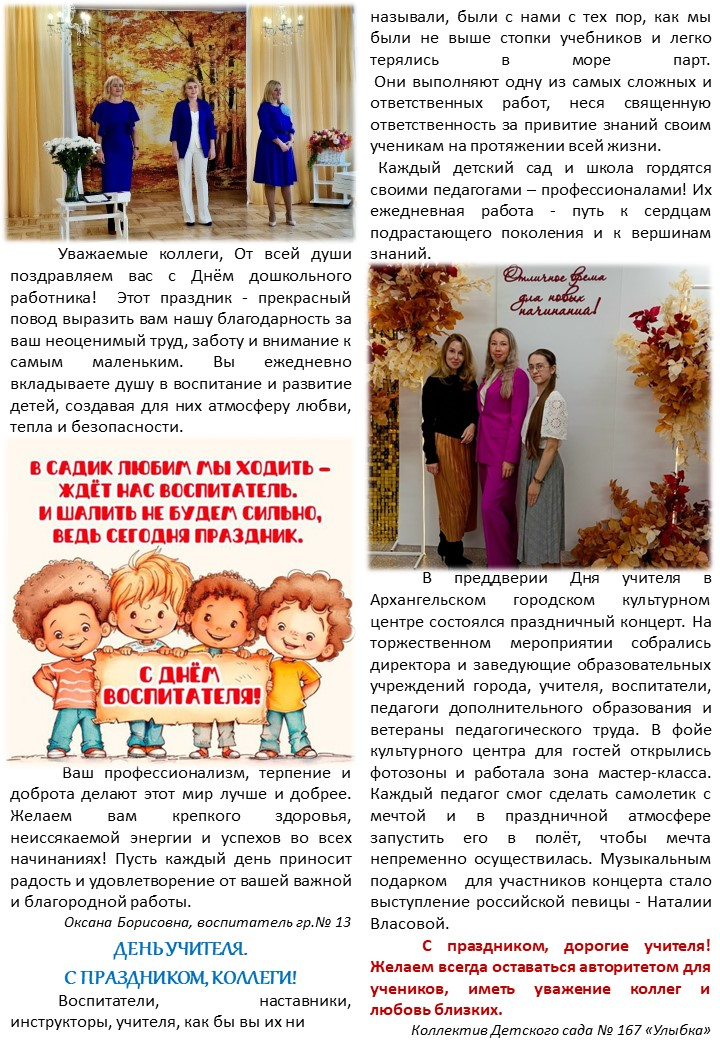 Уважаемые коллеги, От всей души
поздравляем вас с Днём дошкольного
работника! Этот праздник - прекрасный
повод выразить вам нашу благодарность за
ваш неоценимый труд, заботу и внимание к
самым маленьким. Вы ежедневно
вкладываете душу в воспитание и развитие
детей, создавая для них атмосферу любви,
тепла и безопасности.
В САДИК ЛЮБИМ МЫ ХОДИТЬ –
ЖДЁТ НАС ВОСПИТАТЕЛЬ.
И ШАЛИТЬ НЕ БУДЕМ СИЛЬНО,
ВЕДЬ СЕГОДНЯ ПРАЗДНИК.
С ДНЁМ
ВОСПИТАТЕЛЯ!
Ваш профессионализм, терпение и
доброта делают этот мир лучше и добрее.
Желаем вам крепкого здоровья,
неиссякаемой энергии и успехов во всех
начинаниях! Пусть каждый день приносит
радость и удовлетворение от вашей важной
и благородной работы.
Оксана Борисовна, воспитатель гр.№ 13
ДЕНЬ УЧИТЕЛЯ.
С ПРАЗДНИКОМ, КОЛЛЕГИ!
Воспитатели, наставники,
инструкторы, учителя, как бы вы их ни
называли, были с нами с тех пор, как мы
были не выше стопки учебников и легко
терялись в море парт.
Они выполняют одну из самых сложных и
ответственных работ, неся священную
ответственность за привитие знаний своим
ученикам на протяжении всей жизни.
Каждый детский сад и школа гордятся
своими педагогами – профессионалами! Их
ежедневная работа - путь к сердцам
подрастающего поколения и к вершинам
знаний.
Отличное время
для новых
начинаний!
В преддверии Дня учителя в
Архангельском городском культурном
центре состоялся праздничный концерт. На
торжественном мероприятии собрались
директора и заведующие образовательных
учреждений города, учителя, воспитатели,
педагоги дополнительного образования и
ветераны педагогического труда. В фойе
культурного центра для гостей открылись
фотозоны и работала зона мастер-класса.
Каждый педагог смог сделать самолетик с
мечтой и в праздничной атмосфере
запустить его в полёт, чтобы мечта
непременно осуществилась. Музыкальным
подарком для участников концерта стало
выступление российской певицы - Наталии
Власовой.
С праздником, дорогие учителя!
Желаем всегда оставаться авторитетом для
учеников, иметь уважение коллег и
любовь близких.
Коллектив Детского сада № 167 «Улыбка»